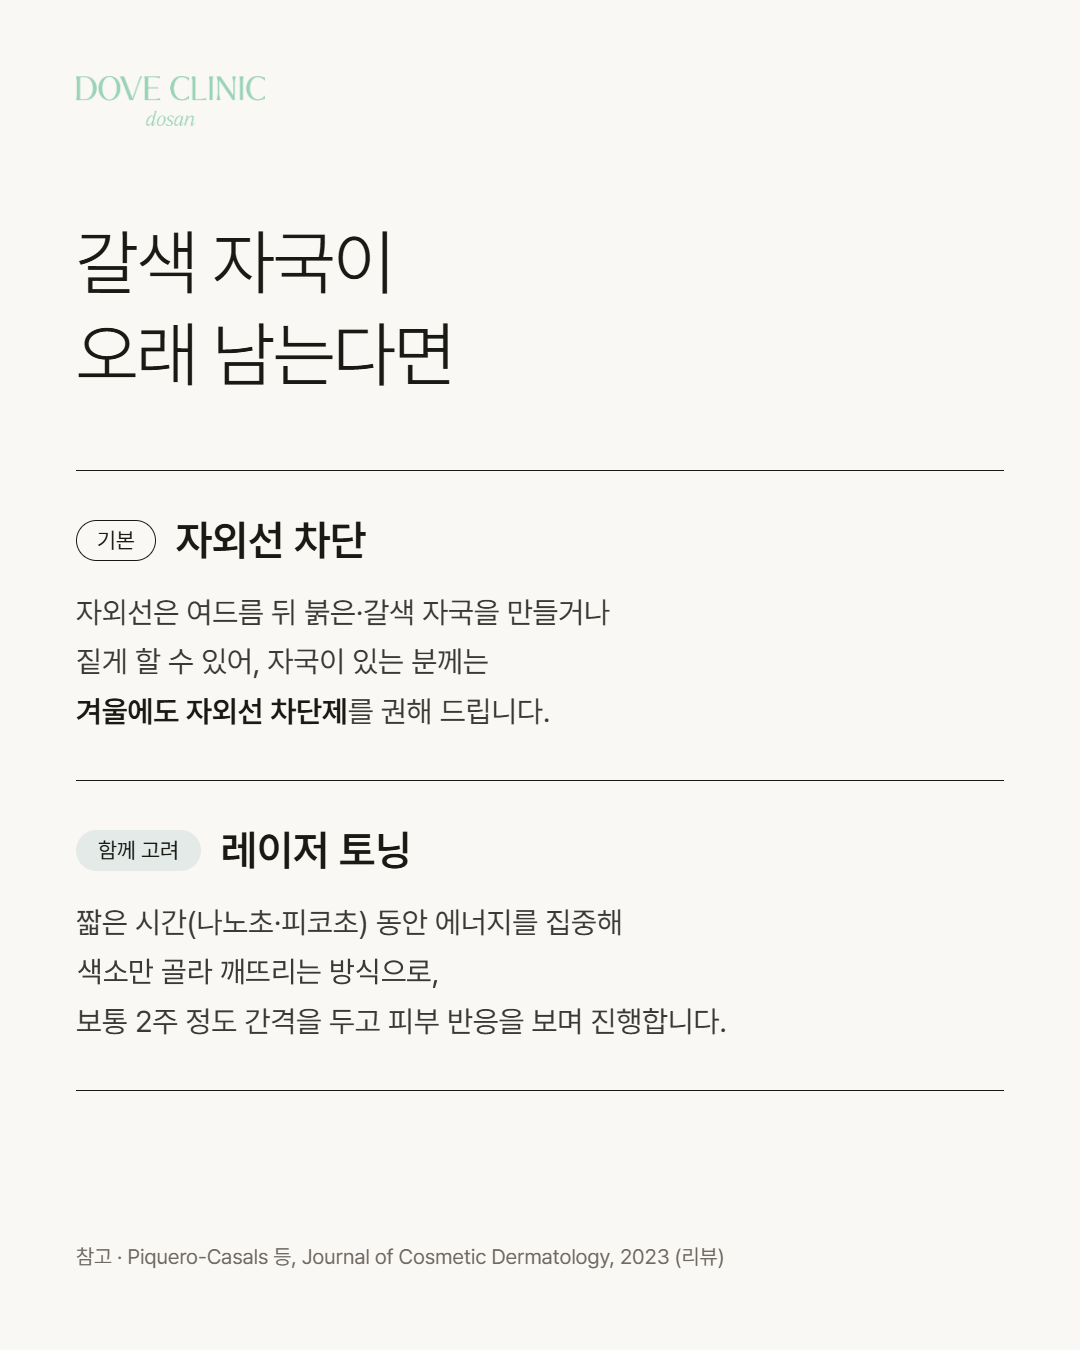 DOVE CLINIC
dosan
갈색 자국이
오래 남는다면
기본 자외선 차단
자외선은 여드름 뒤 붉은·갈색 자국을 만들거나
짙게 할 수 있어, 자국이 있는 분께는
겨울에도 자외선 차단제를 권해 드립니다.
함께 고려 레이저 토닝
짧은 시간(나노초·피코초) 동안 에너지를 집중해
색소만 골라 깨뜨리는 방식으로,
보통 2주 정도 간격을 두고 피부 반응을 보며 진행합니다.
참고 · Piquero-Casals 등, Journal of Cosmetic Dermatology, 2023 (리뷰)